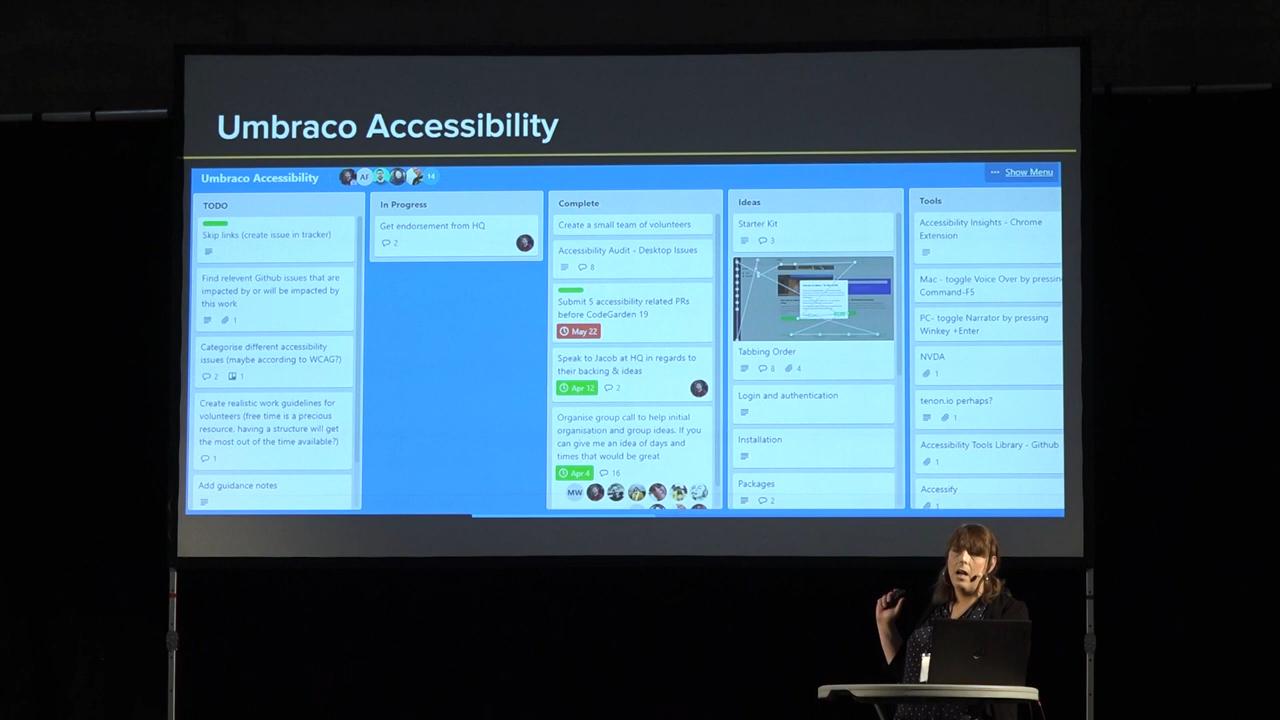 Umbraco Accessibility
Umbraco Accessibility
AF
14
Show Menu
TODO
Skip links (create issue in tracker)
Find relevent Github issues that are
impacted by or will be impacted by
this work
1
Categorise different accessibility
issues (maybe according to WCAG?)
2 1
Create realistic work guidelines for
volunteers (free time is a precious
resource, having a structure will get
the most out of the time available?)
1
Add guidance notes
In Progress
Get endorsement from HQ
2
Complete
Create a small team of volunteers
Accessibility Audit - Desktop Issues
8
Submit 5 accessibility related PRs
before CodeGarden 19
May 22
Speak to Jacob at HQ in regards to
their backing & ideas
Apr 12 2
Organise group call to help initial
organisation and group ideas. If you
can give me an idea of days and
times that would be great
Apr 4 16
MW
Ideas
Starter Kit
3
Tabbing Order
8 4
Login and authentication
Installation
Packages
2
Tools
Accessibility Insights - Chrome
Extension
Mac - toggle Voice Over by pressing
Command-F5
PC- toggle Narrator by pressing
Winkey +Enter
NVDA
1
tenon.io perhaps?
1
Accessibility Tools Library - Github
1
Accessify
1